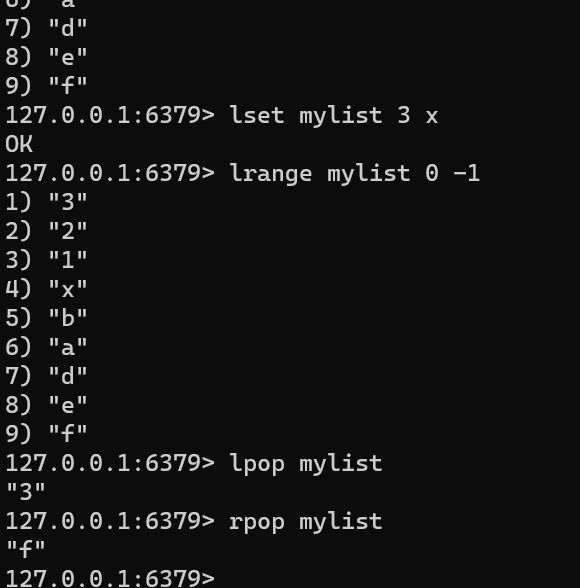 6) "a"
7) "d"
8) "e"
9) "f"
127.0.0.1:6379> lset mylist 3 x
OK
127.0.0.1:6379> lrange mylist 0 -1
1) "3"
2) "2"
3) "1"
4) "x"
5) "b"
6) "a"
7) "d"
8) "e"
9) "f"
127.0.0.1:6379> lpop mylist
"3"
127.0.0.1:6379> rpop mylist
"f"
127.0.0.1:6379>